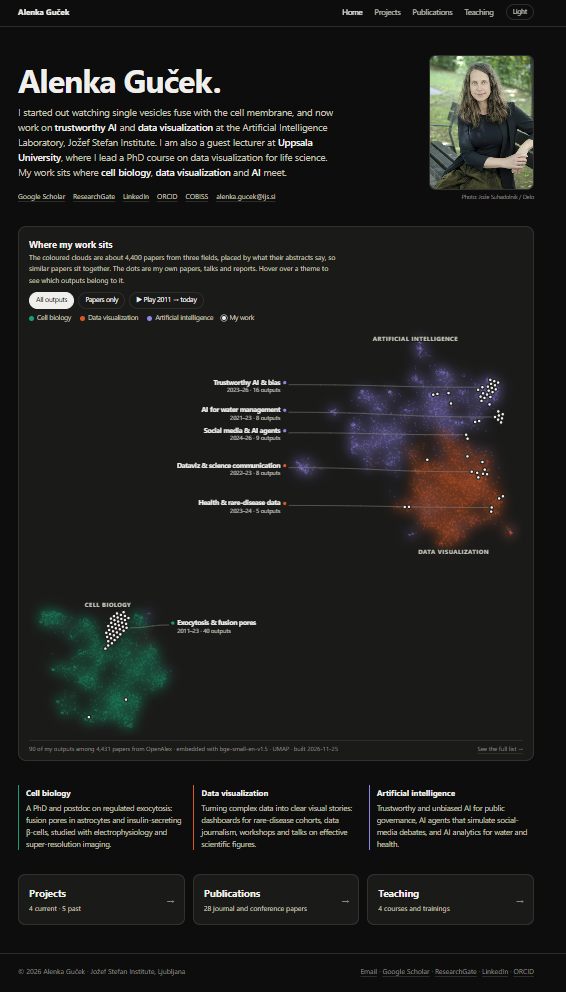 Alenka Guček
Home Projects Publications Teaching Light
Alenka Guček.
I started out watching single vesicles fuse with the cell membrane, and now
work on trustworthy AI and data visualization at the Artificial Intelligence
Laboratory, Jožef Stefan Institute. I am also a guest lecturer at Uppsala
University, where I lead a PhD course on data visualization for life science.
My work sits where cell biology, data visualization and AI meet.
Google Scholar ResearchGate LinkedIn ORCID COBISS alenka.gucek@ijs.si
Photo: Jože Suhadolnik / Delo
Where my work sits
The coloured clouds are about 4,400 papers from three fields, placed by what their abstracts say, so
similar papers sit together. The dots are my own papers, talks and reports. Hover over a theme to
see which outputs belong to it.
All outputs Papers only ▶ Play 2011 → today
Cell biology Data visualization Artificial intelligence My work
ARTIFICIAL INTELLIGENCE
Trustworthy AI & bias
2023–26 · 16 outputs
AI for water management
2021–23 · 8 outputs
Social media & AI agents
2024–26 · 9 outputs
Dataviz & science communication
2022–23 · 8 outputs
Health & rare-disease data
2023–24 · 5 outputs
DATA VISUALIZATION
CELL BIOLOGY
Exocytosis & fusion pores
2011–23 · 40 outputs
90 of my outputs among 4,431 papers from OpenAlex · embedded with bge-small-en-v1.5 · UMAP · built 2026-11-25
See the full list →
Cell biology
A PhD and postdoc on regulated exocytosis:
fusion pores in astrocytes and insulin-secreting
β-cells, studied with electrophysiology and
super-resolution imaging.
Data visualization
Turning complex data into clear visual stories:
dashboards for rare-disease cohorts, data
journalism, workshops and talks on effective
scientific figures.
Artificial intelligence
Trustworthy and unbiased AI for public
governance, AI agents that simulate social-
media debates, and AI analytics for water and
health.
Projects
4 current · 5 past
→
Publications
28 journal and conference papers
→
Teaching
4 courses and trainings
→
© 2026 Alenka Guček · Jožef Stefan Institute, Ljubljana
Email · Google Scholar · ResearchGate · LinkedIn · ORCID